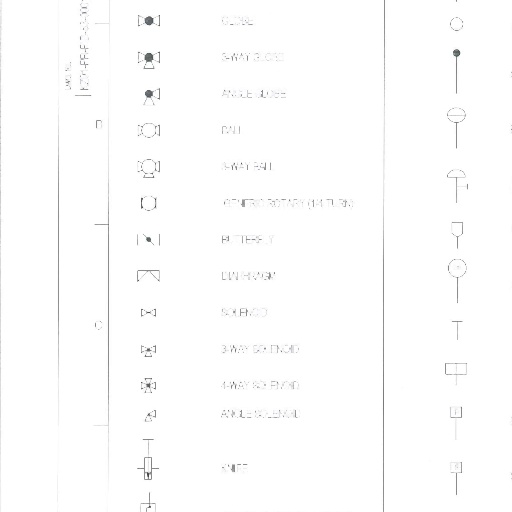 GLOBE
3-WAY GLOBE
ANGLE GLOBE
BALL
3-WAY BALL
GENERIC ROTARY (1/4 TURN)
BUTTERFLY
DIAPHRAGM
SOLENOID
3-WAY SOLENOID
4-WAY SOLENOID
ANGLE SOLENOID
KNIFE
D
C